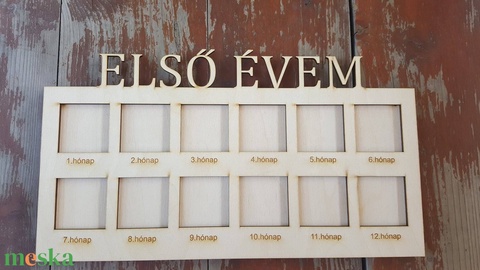 ELSŐ ÉVEM
1.hónap 2.hónap 3.hónap 4.hónap 5.hónap 6.hónap
7.hónap 8.hónap 9.hónap 10.hónap 11.hónap 12.hónap
meska